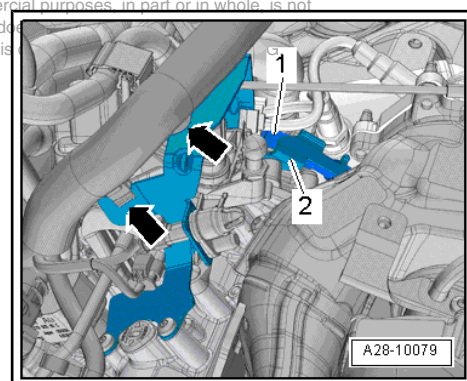 ercial purposes, in part or in whole, is not
G
1
2
A28-10079